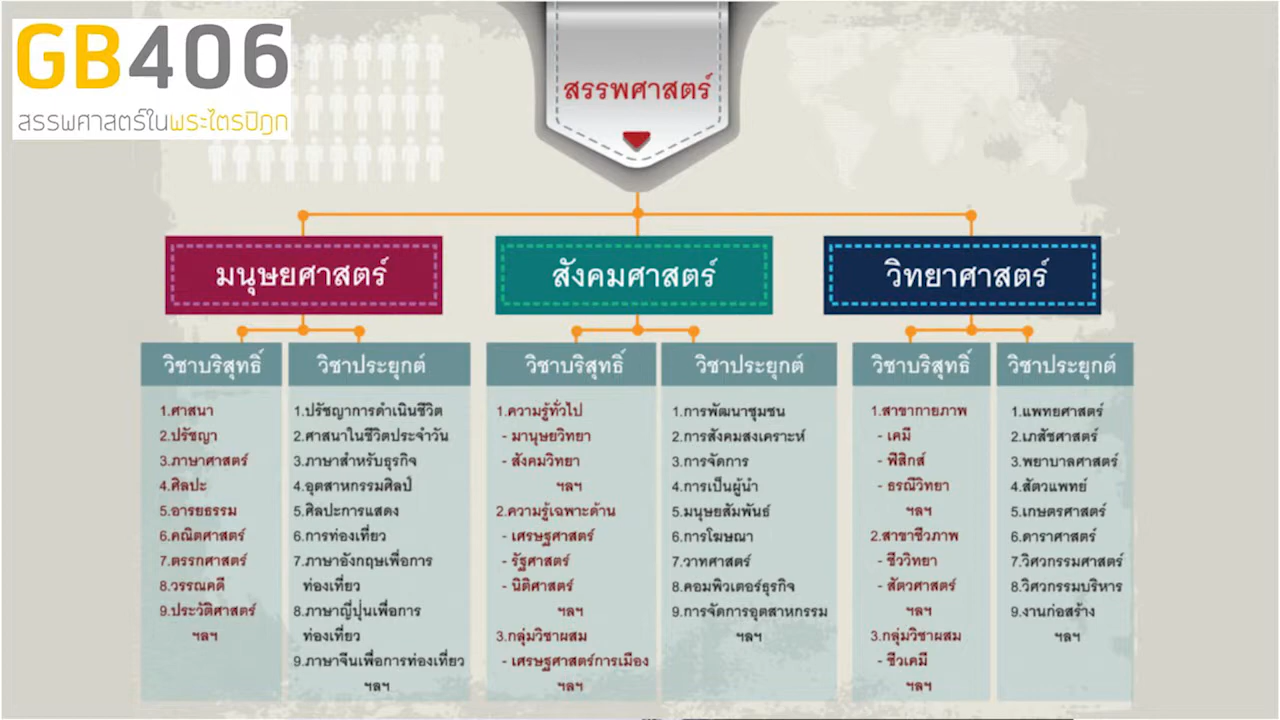 GB406
สรรพศาสตร์ในพระไตรปิฎก
สรรพศาสตร์
มนุษยศาสตร์
สังคมศาสตร์
วิทยาศาสตร์
วิชาบริสุทธิ์
1.ศาสนา
2.ปรัชญา
3.ภาษาศาสตร์
4.ศิลปะ
5.อารยธรรม
6.คณิตศาสตร์
7.ตรรกศาสตร์
8.วรรณคดี
9.ประวัติศาสตร์
ฯลฯ
วิชาประยุกต์
1.ปรัชญาการดำเนินชีวิต
2.ศาสนาในชีวิตประจำวัน
3.ภาษาสำหรับธุรกิจ
4.อุตสาหกรรมศิลป์
5.ศิลปะการแสดง
6.การท่องเที่ยว
7.ภาษาอังกฤษเพื่อการ
ท่องเที่ยว
8.ภาษาญี่ปุ่นเพื่อการ
ท่องเที่ยว
9.ภาษาจีนเพื่อการท่องเที่ยว
ฯลฯ
วิชาบริสุทธิ์
1.ความรู้ทั่วไป
- มานุษยวิทยา
- สังคมวิทยา
ฯลฯ
2.ความรู้เฉพาะด้าน
- เศรษฐศาสตร์
- รัฐศาสตร์
- นิติศาสตร์
ฯลฯ
3.กลุ่มวิชาผสม
- เศรษฐศาสตร์การเมือง
ฯลฯ
วิชาประยุกต์
1.การพัฒนาชุมชน
2.การสังคมสงเคราะห์
3.การจัดการ
4.การเป็นผู้นำ
5.มนุษยสัมพันธ์
6.การโฆษณา
7.วาทศาสตร์
8.คอมพิวเตอร์ธุรกิจ
9.การจัดการอุตสาหกรรม
ฯลฯ
วิชาบริสุทธิ์
1.สาขากายภาพ
- เคมี
- ฟิสิกส์
- ธรณีวิทยา
ฯลฯ
2.สาขาชีวภาพ
- ชีววิทยา
- สัตวศาสตร์
ฯลฯ
3.กลุ่มวิชาผสม
- ชีวเคมี
ฯลฯ
วิชาประยุกต์
1.แพทยศาสตร์
2.เภสัชศาสตร์
3.พยาบาลศาสตร์
4.สัตวแพทย์
5.เกษตรศาสตร์
6.ดาราศาสตร์
7.วิศวกรรมศาสตร์
8.วิศวกรรมบริหาร
9.งานก่อสร้าง
ฯลฯ